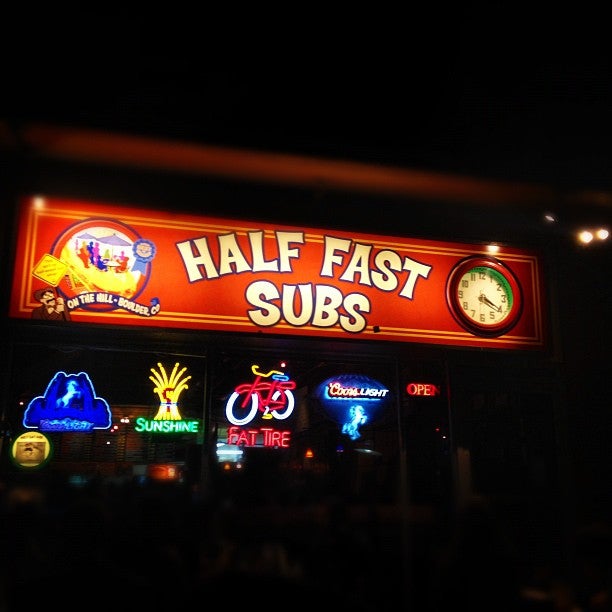 HALF FAST
SUBS
ON THE HILL - BOULDER, CO
SUNSHINE
FAT TIRE
COORS LIGHT
OPEN